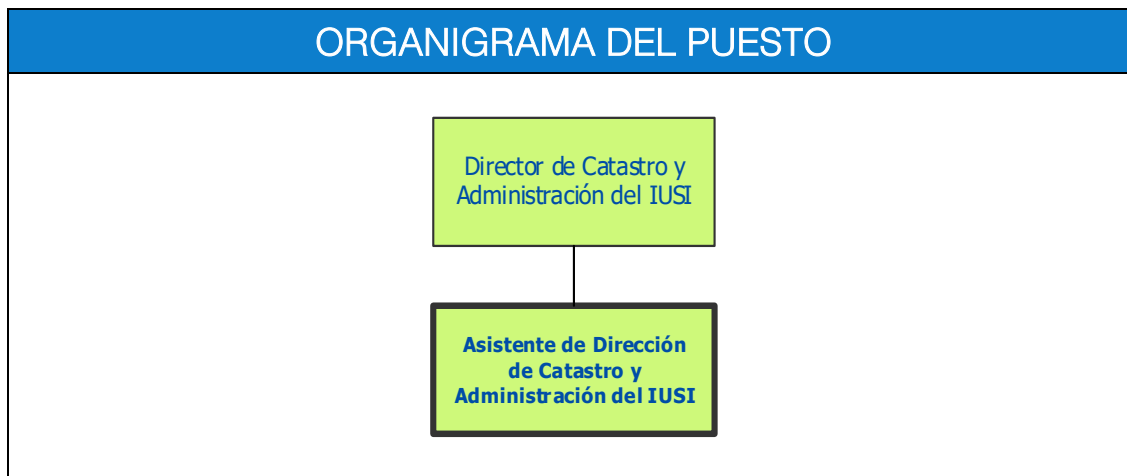 ORGANIGRAMA DEL PUESTO
Director de Catastro y
Administración del IUSI
Asistente de Dirección
de Catastro y
Administración del IUSI